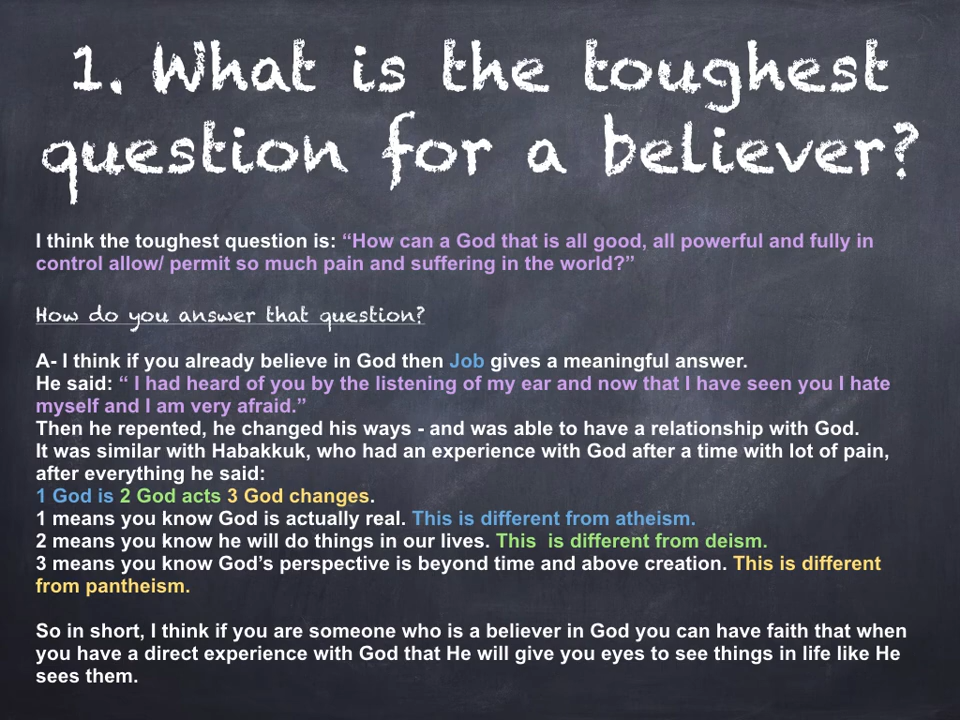 1. What is the toughest
question for a believer?
I think the toughest question is: “How can a God that is all good, all powerful and fully in
control allow/ permit so much pain and suffering in the world?”
How do you answer that question?
A- I think if you already believe in God then Job gives a meaningful answer.
He said: “ I had heard of you by the listening of my ear and now that I have seen you I hate
myself and I am very afraid.”
Then he repented, he changed his ways - and was able to have a relationship with God.
It was similar with Habakkuk, who had an experience with God after a time with lot of pain,
after everything he said:
1 God is 2 God acts 3 God changes.
1 means you know God is actually real. This is different from atheism.
2 means you know he will do things in our lives. This  is different from deism.
3 means you know God’s perspective is beyond time and above creation. This is different
from pantheism.
So in short, I think if you are someone who is a believer in God you can have faith that when
you have a direct experience with God that He will give you eyes to see things in life like He
sees them.